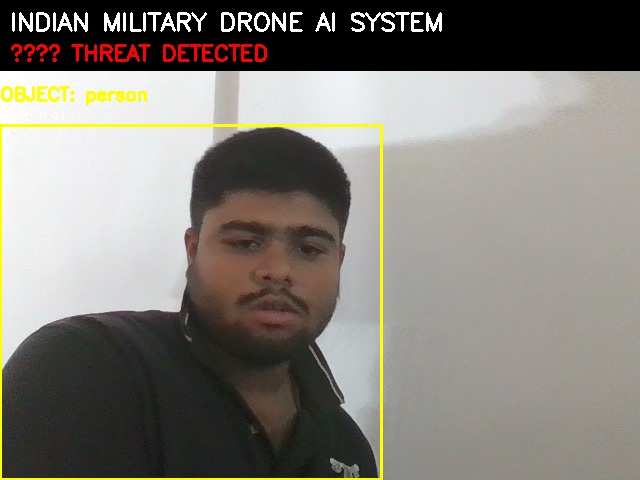 INDIAN MILITARY DRONE AI SYSTEM
???? THREAT DETECTED
OBJECT: person